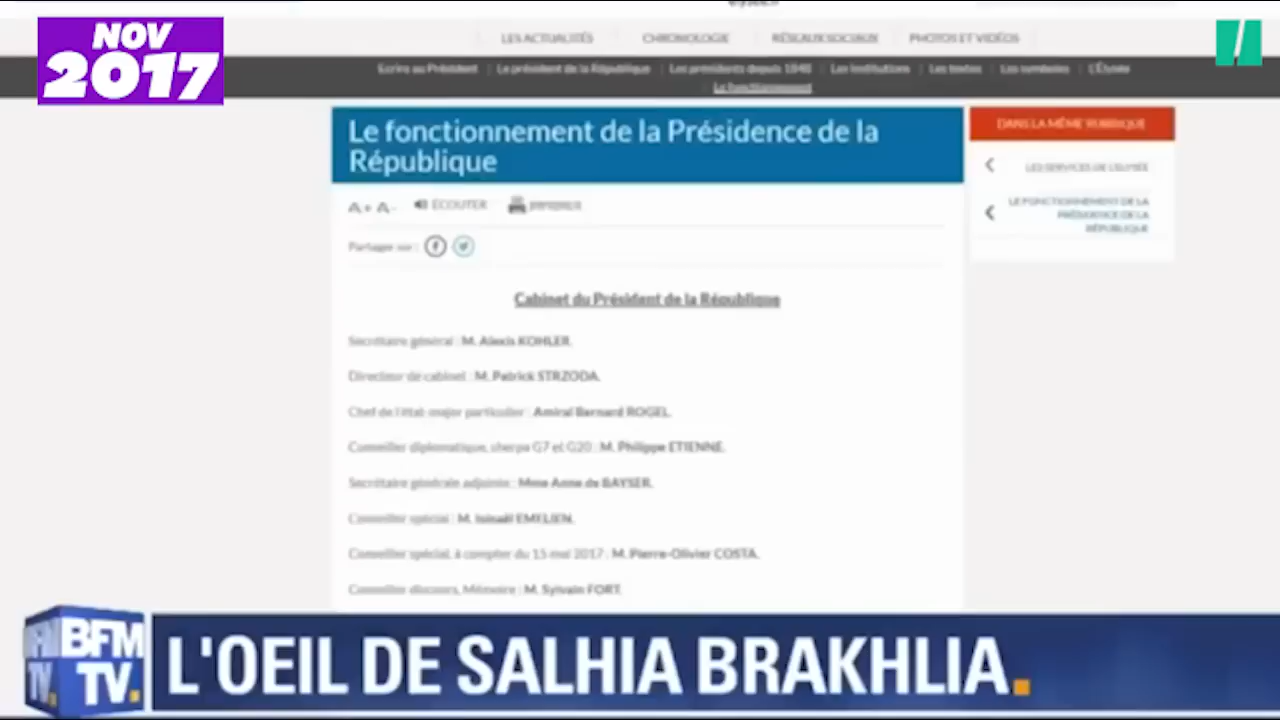 NOV
2017
LES ACTUALITÉS CHRONOLOGIE RÉSEAUX SOCIAUX PHOTOS ET VIDÉOS
Ecrire au Président Le président de la République Les présidents depuis 1848 Les institutions Les textes Les symboles L'Élysée
Le fonctionnement
Le fonctionnement de la Présidence de la
République
DANS LA MÊME RUBRIQUE
LES SERVICES DE L'ELYSÉE
LE FONCTIONNEMENT DE LA
PRÉSIDENCE DE LA
RÉPUBLIQUE
A+ A- ÉCOUTER IMPRIMER
Partager sur :
Cabinet du Président de la République
Secrétaire général : M. Alexis KOHLER.
Directeur de cabinet : M. Patrick STRZODA.
Chef de l'état-major particulier : Amiral Bernard ROGEL.
Conseiller diplomatique, sherpa G7 et G20 : M. Philippe ETIENNE.
Secrétaire générale adjointe : Mme Anne de BAYSER.
Conseiller spécial : M. Ismaël EMELIEN.
Conseiller spécial, à compter du 15 mai 2017 : M. Pierre-Olivier COSTA.
Conseiller discours, Mémoire : M. Sylvain FORT.
BFM
TV.
L'OEIL DE SALHIA BRAKHLIA.